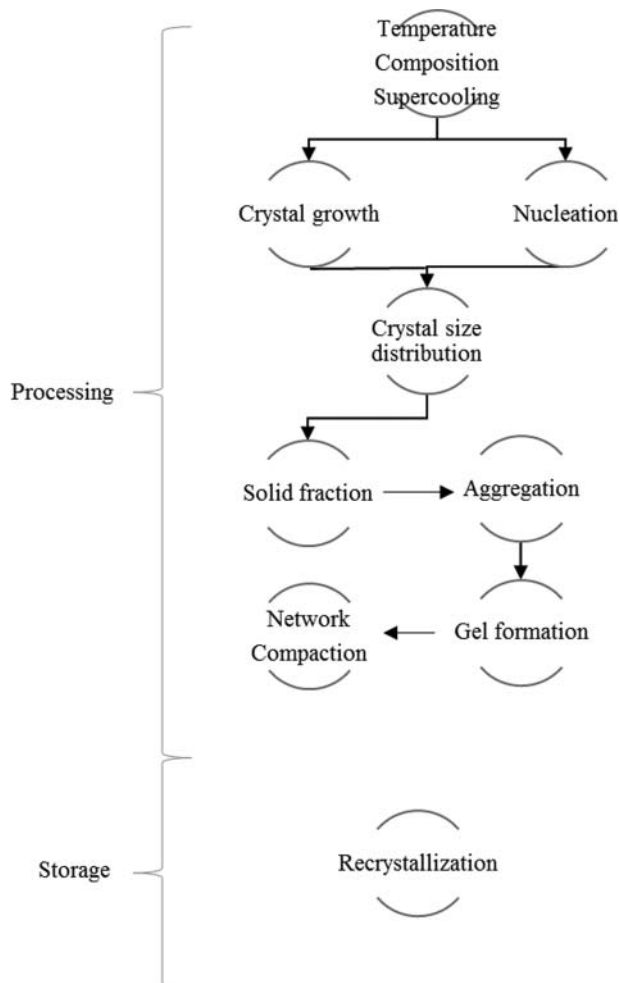 Temperature
Composition
Supercooling
Crystal growth
Nucleation
Crystal size
distribution
Processing
Solid fraction
Aggregation
Network
Compaction
Gel formation
Storage
Recrystallization